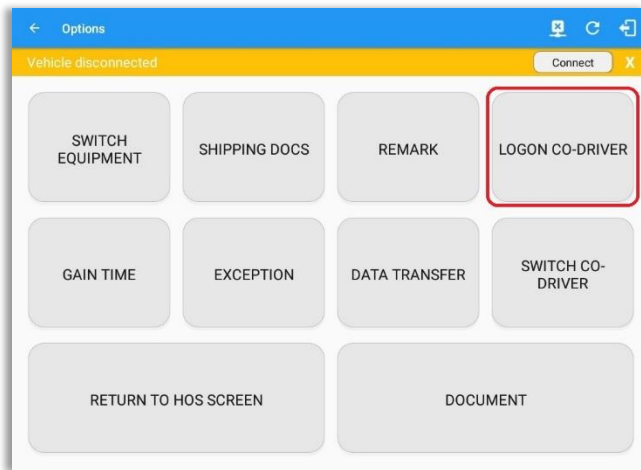 Options
Vehicle disconnected
Connect
X
SWITCH
EQUIPMENT
SHIPPING DOCS
REMARK
LOGON CO-DRIVER
GAIN TIME
EXCEPTION
DATA TRANSFER
SWITCH CO-
DRIVER
RETURN TO HOS SCREEN
DOCUMENT